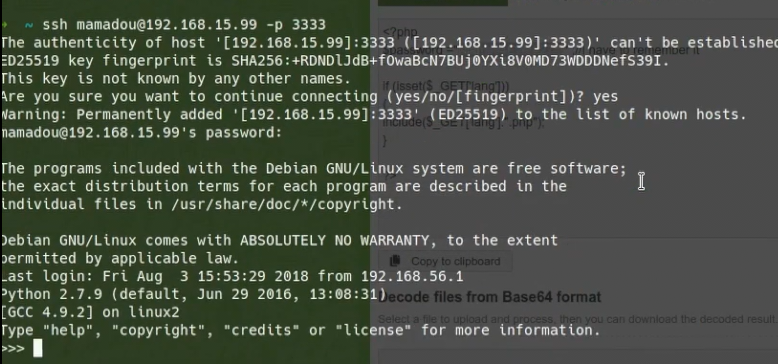 ~ ssh mamadou@192.168.15.99 -p 3333
The authenticity of host '[192.168.15.99]:3333 ([192.168.15.99]:3333)' can't be established
ED25519 key fingerprint is SHA256:+RDNDlJdB+fOwaBcN7BUj0YXi8V0MD73WDDDNefS39I.
This key is not known by any other names.
Are you sure you want to continue connecting (yes/no/[fingerprint])? yes
Warning: Permanently added '[192.168.15.99]:3333' (ED25519) to the list of known hosts.
mamadou@192.168.15.99's password:
The programs included with the Debian GNU/Linux system are free software;
the exact distribution terms for each program are described in the
individual files in /usr/share/doc/*/copyright.
Debian GNU/Linux comes with ABSOLUTELY NO WARRANTY, to the extent
permitted by applicable law.
Last login: Fri Aug  3 15:53:29 2018 from 192.168.56.1
Python 2.7.9 (default, Jun 29 2016, 13:08:31)
[GCC 4.9.2] on linux2
Type "help", "copyright", "credits" or "license" for more information.
>>>
<?php
if (isset($_GET['lang']))
{
include($_GET['lang'].".php");
}
Copy to clipboard
Decode files from Base64 format
Select a file to upload and process, then you can download the decoded result.